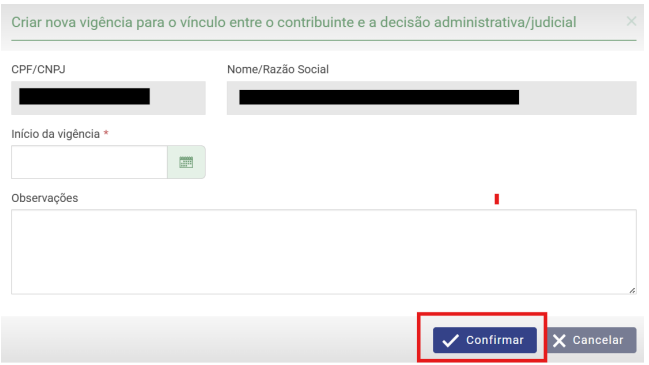 Criar nova vigência para o vínculo entre o contribuinte e a decisão administrativa/judicial
CPF/CNPJ Nome/Razão Social
Início da vigência *
Observações
Confirmar Cancelar